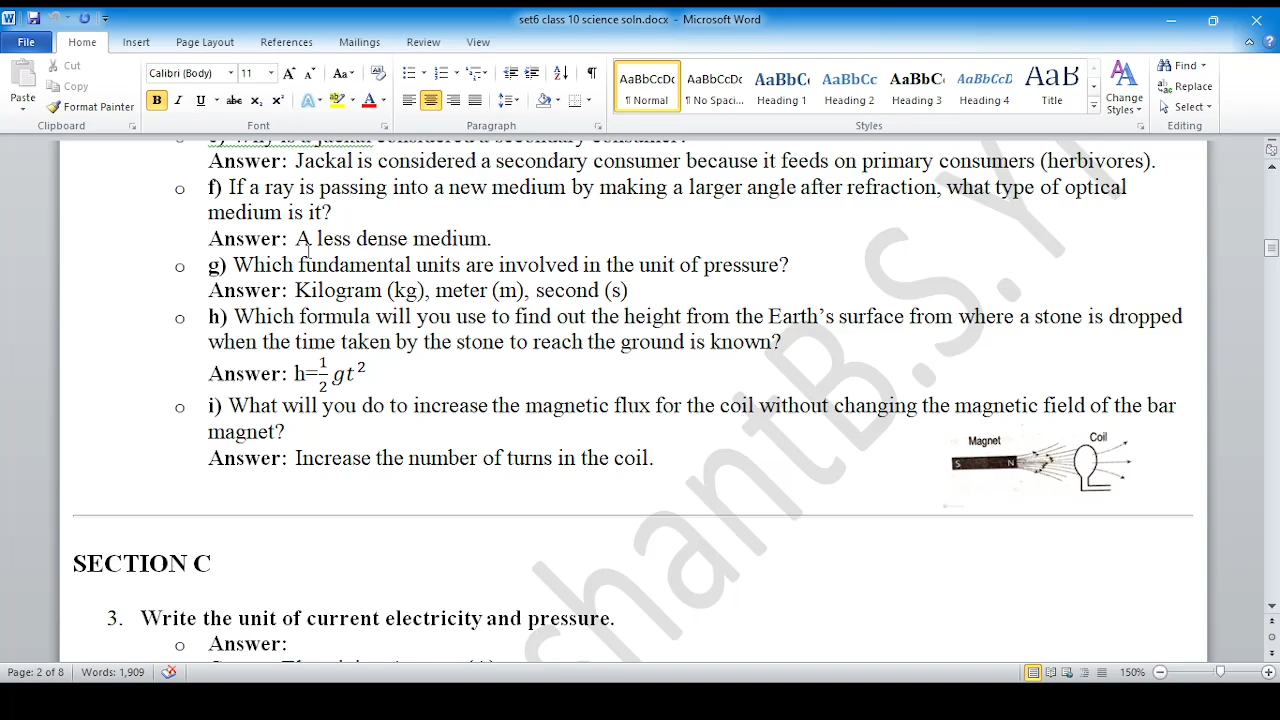 set6 class 10 science soln.docx - Microsoft Word
File Home Insert Page Layout References Mailings Review View
Paste
Cut
Copy
Format Painter
Clipboard
Calibri (Body) 11
Font
Paragraph
AaBbCcDc AaBbCcDc AaBbC AaBbCc AaBbC AaBbCc AaB
¶ Normal ¶ No Spaci... Heading 1 Heading 2 Heading 3 Heading 4 Title
Change Styles
Styles
Find
Replace
Select
Editing
Answer: Jackal is considered a secondary consumer because it feeds on primary consumers (herbivores).
f) If a ray is passing into a new medium by making a larger angle after refraction, what type of optical
medium is it?
Answer: A less dense medium.
g) Which fundamental units are involved in the unit of pressure?
Answer: Kilogram (kg), meter (m), second (s)
h) Which formula will you use to find out the height from the Earth’s surface from where a stone is dropped
when the time taken by the stone to reach the ground is known?
Answer: h=½ gt²
i) What will you do to increase the magnetic flux for the coil without changing the magnetic field of the bar
magnet?
Answer: Increase the number of turns in the coil.
Magnet Coil
S N
SECTION C
3. Write the unit of current electricity and pressure.
Answer:
Page: 2 of 8 Words: 1,909 150%